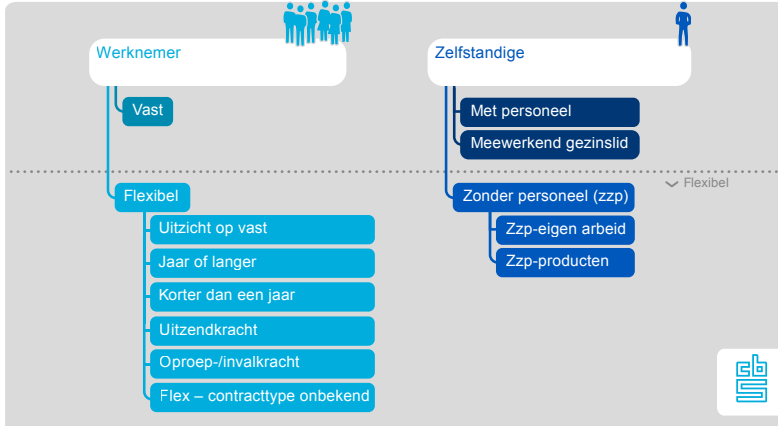 Werknemer
Vast
Flexibel
Uitzicht op vast
Jaar of langer
Korter dan een jaar
Uitzendkracht
Oproep-/invalkracht
Flex – contracttype onbekend
Zelfstandige
Met personeel
Meewerkend gezinslid
Flexibel
Zonder personeel (zzp)
Zzp-eigen arbeid
Zzp-producten
cbs